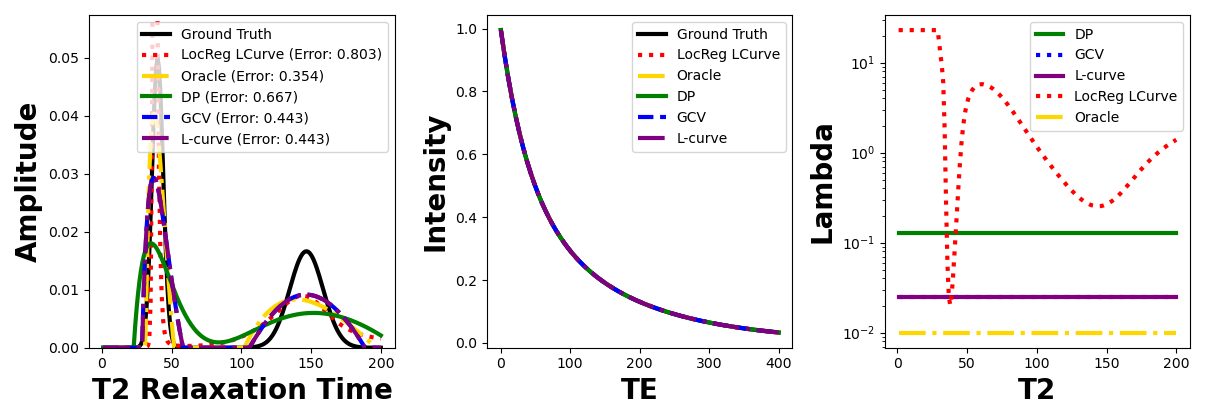 Amplitude
0.05
0.04
0.03
0.02
0.01
0.00
0
50
100
150
200
T2 Relaxation Time
Ground Truth
LocReg LCurve (Error: 0.803)
Oracle (Error: 0.354)
DP (Error: 0.667)
GCV (Error: 0.443)
L-curve (Error: 0.443)
Intensity
1.0
0.8
0.6
0.4
0.2
0.0
0
100
200
300
400
TE
Ground Truth
LocReg LCurve
Oracle
DP
GCV
L-curve
Lambda
10¹
10⁰
10⁻¹
10⁻²
0
50
100
150
200
T2
DP
GCV
L-curve
LocReg LCurve
Oracle